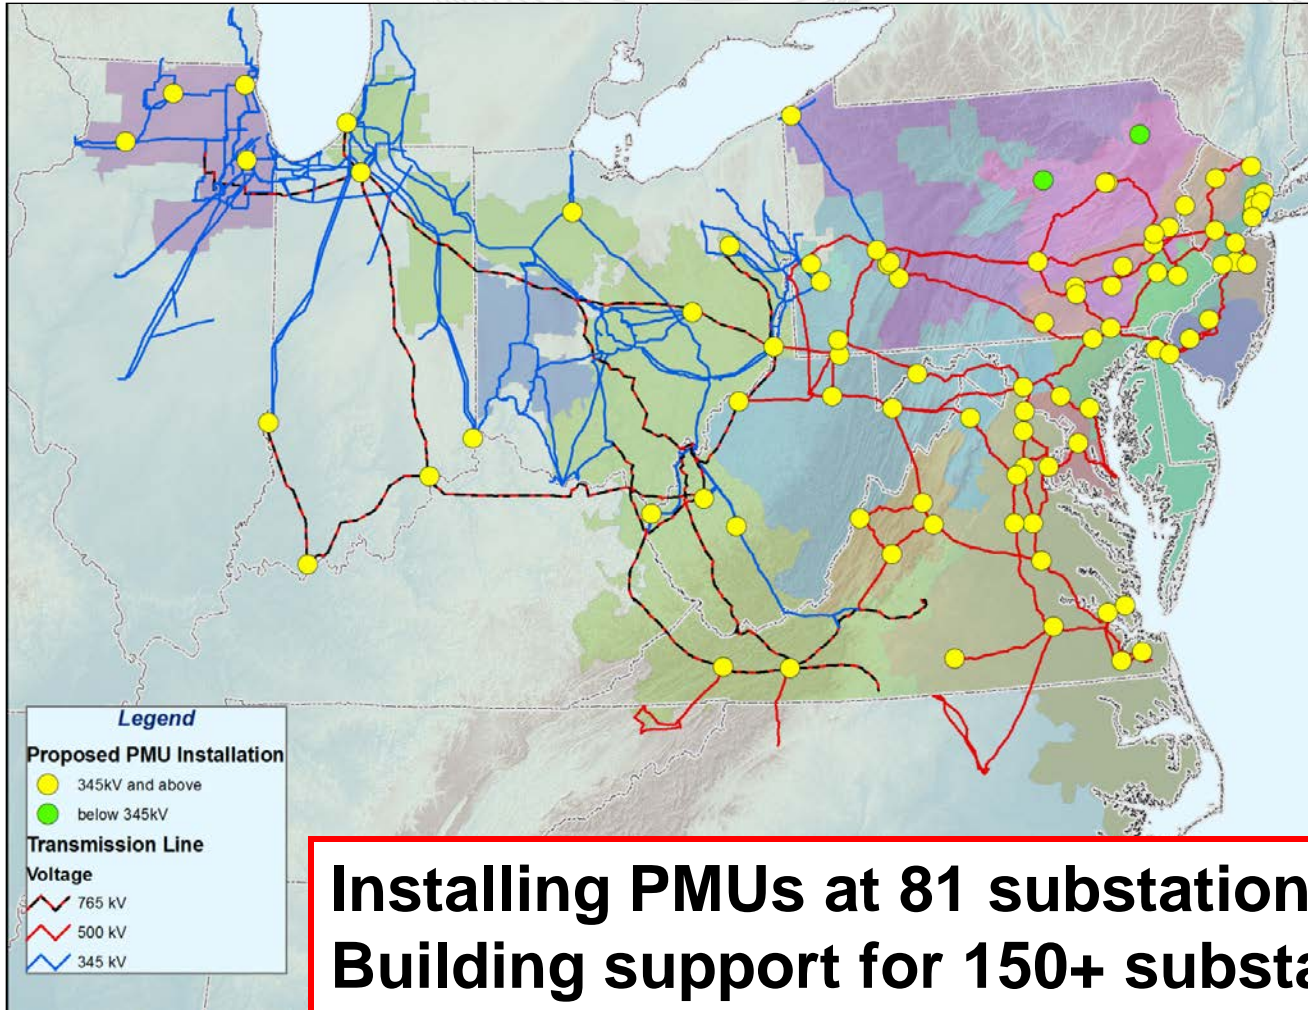 Legend
Proposed PMU Installation
345kV and above
below 345kV
Transmission Line
Voltage
765 kV
500 kV
345 kV
Installing PMUs at 81 substation
Building support for 150+ substa